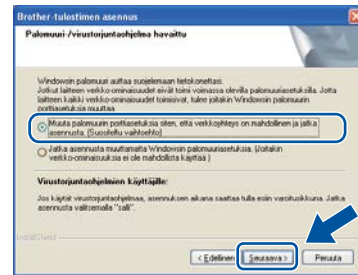 Brother-tulostimen asennus
Palomuuri-/virustorjuntaohjelma havaittu
Windowsin palomuuri auttaa suojelemaan tietokonettasi.
Jotkut laitteen verkko-ominaisuudet eivät toimi voimassa olevilla palomuuriasetuksilla. Jotta
laitteen kaikki verkko-ominaisuudet toimisivat, tulee joitakin Windowsin palomuurin
porttiasetuksia muuttaa.
Muuta palomuurin porttiasetuksia siten, että verkkoyhteys on mahdollinen ja jatka
asennusta. (Suositeltu vaihtoehto)
Jatka asennusta muuttamatta Windowsin palomuuriasetuksia. (Joitakin
verkko-ominaisuuksia ei ole mahdollista käyttää)
Virustorjuntaohjelmien käyttäjille:
Jos käytät virustorjuntaohjelmaa, asennuksen aikana saattaa tulla esiin varoitusikkuna. Jatka
asennusta valitsemalla "salli".
InstallShield
< Edellinen
Seuraava >
Peruuta